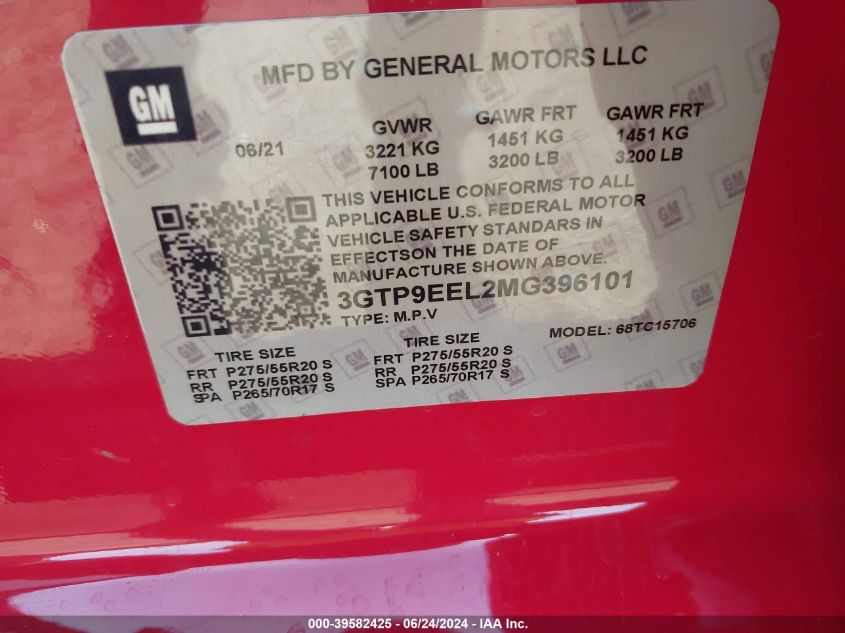 GM
MFD BY GENERAL MOTORS LLC
06/21
GVWR
3221 KG
7100 LB
GAWR FRT
1451 KG
3200 LB
GAWR FRT
1451 KG
3200 LB
THIS VEHICLE CONFORMS TO ALL
APPLICABLE U.S. FEDERAL MOTOR
VEHICLE SAFETY STANDARS IN
EFFECTSON THE DATE OF
MANUFACTURE SHOWN ABOVE.
3GTP9EEL2MG396101
TYPE: M.P.V
MODEL: 68TC15706
TIRE SIZE
FRT P275/55R20 S
RR P275/55R20 S
SPA P265/70R17 S
TIRE SIZE
FRT P275/55R20 S
RR P275/55R20 S
SPA P265/70R17 S
000-39582425 - 06/24/2024 - IAA Inc.